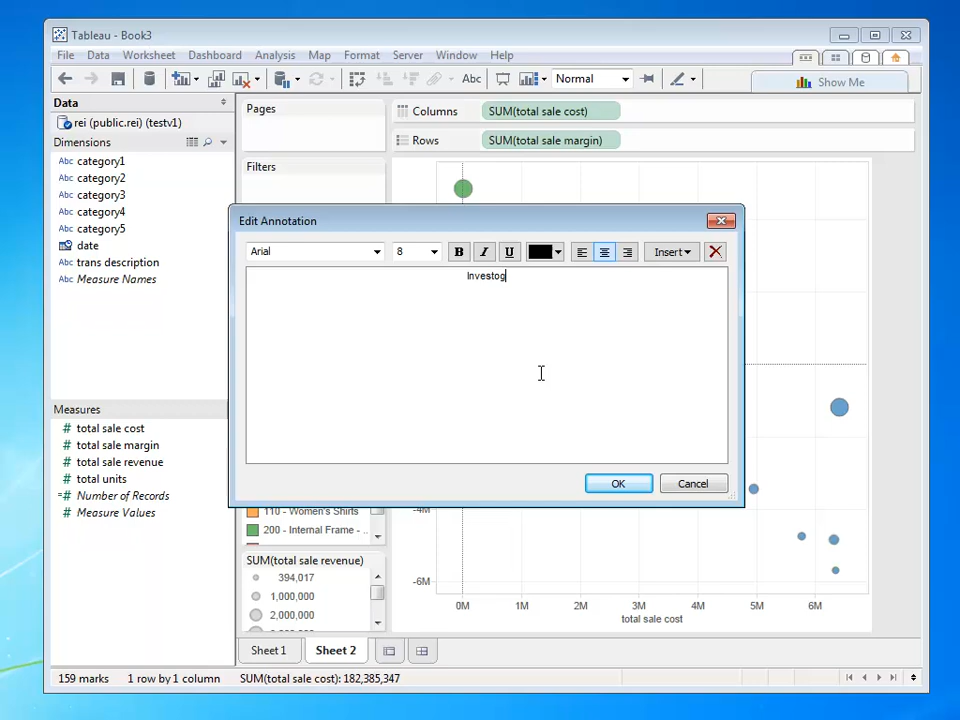 Tableau - Book3
File Data Worksheet Dashboard Analysis Map Format Server Window Help
Abc Normal Show Me
Data
rei (public.rei) (testv1)
Dimensions
Abc category1
Abc category2
Abc category3
Abc category4
Abc category5
date
Abc trans description
Abc Measure Names
Measures
# total sale cost
# total sale margin
# total sale revenue
# total units
=# Number of Records
# Measure Values
Pages
Filters
Columns SUM(total sale cost)
Rows SUM(total sale margin)
Edit Annotation
Arial 8 B I U Insert
Investog
OK Cancel
110 - Women's Shirts
200 - Internal Frame - ..
SUM(total sale revenue)
394,017
1,000,000
2,000,000
-4M
-6M
0M 1M 2M 3M 4M 5M 6M
total sale cost
Sheet 1 Sheet 2
159 marks 1 row by 1 column SUM(total sale cost): 182,385,347